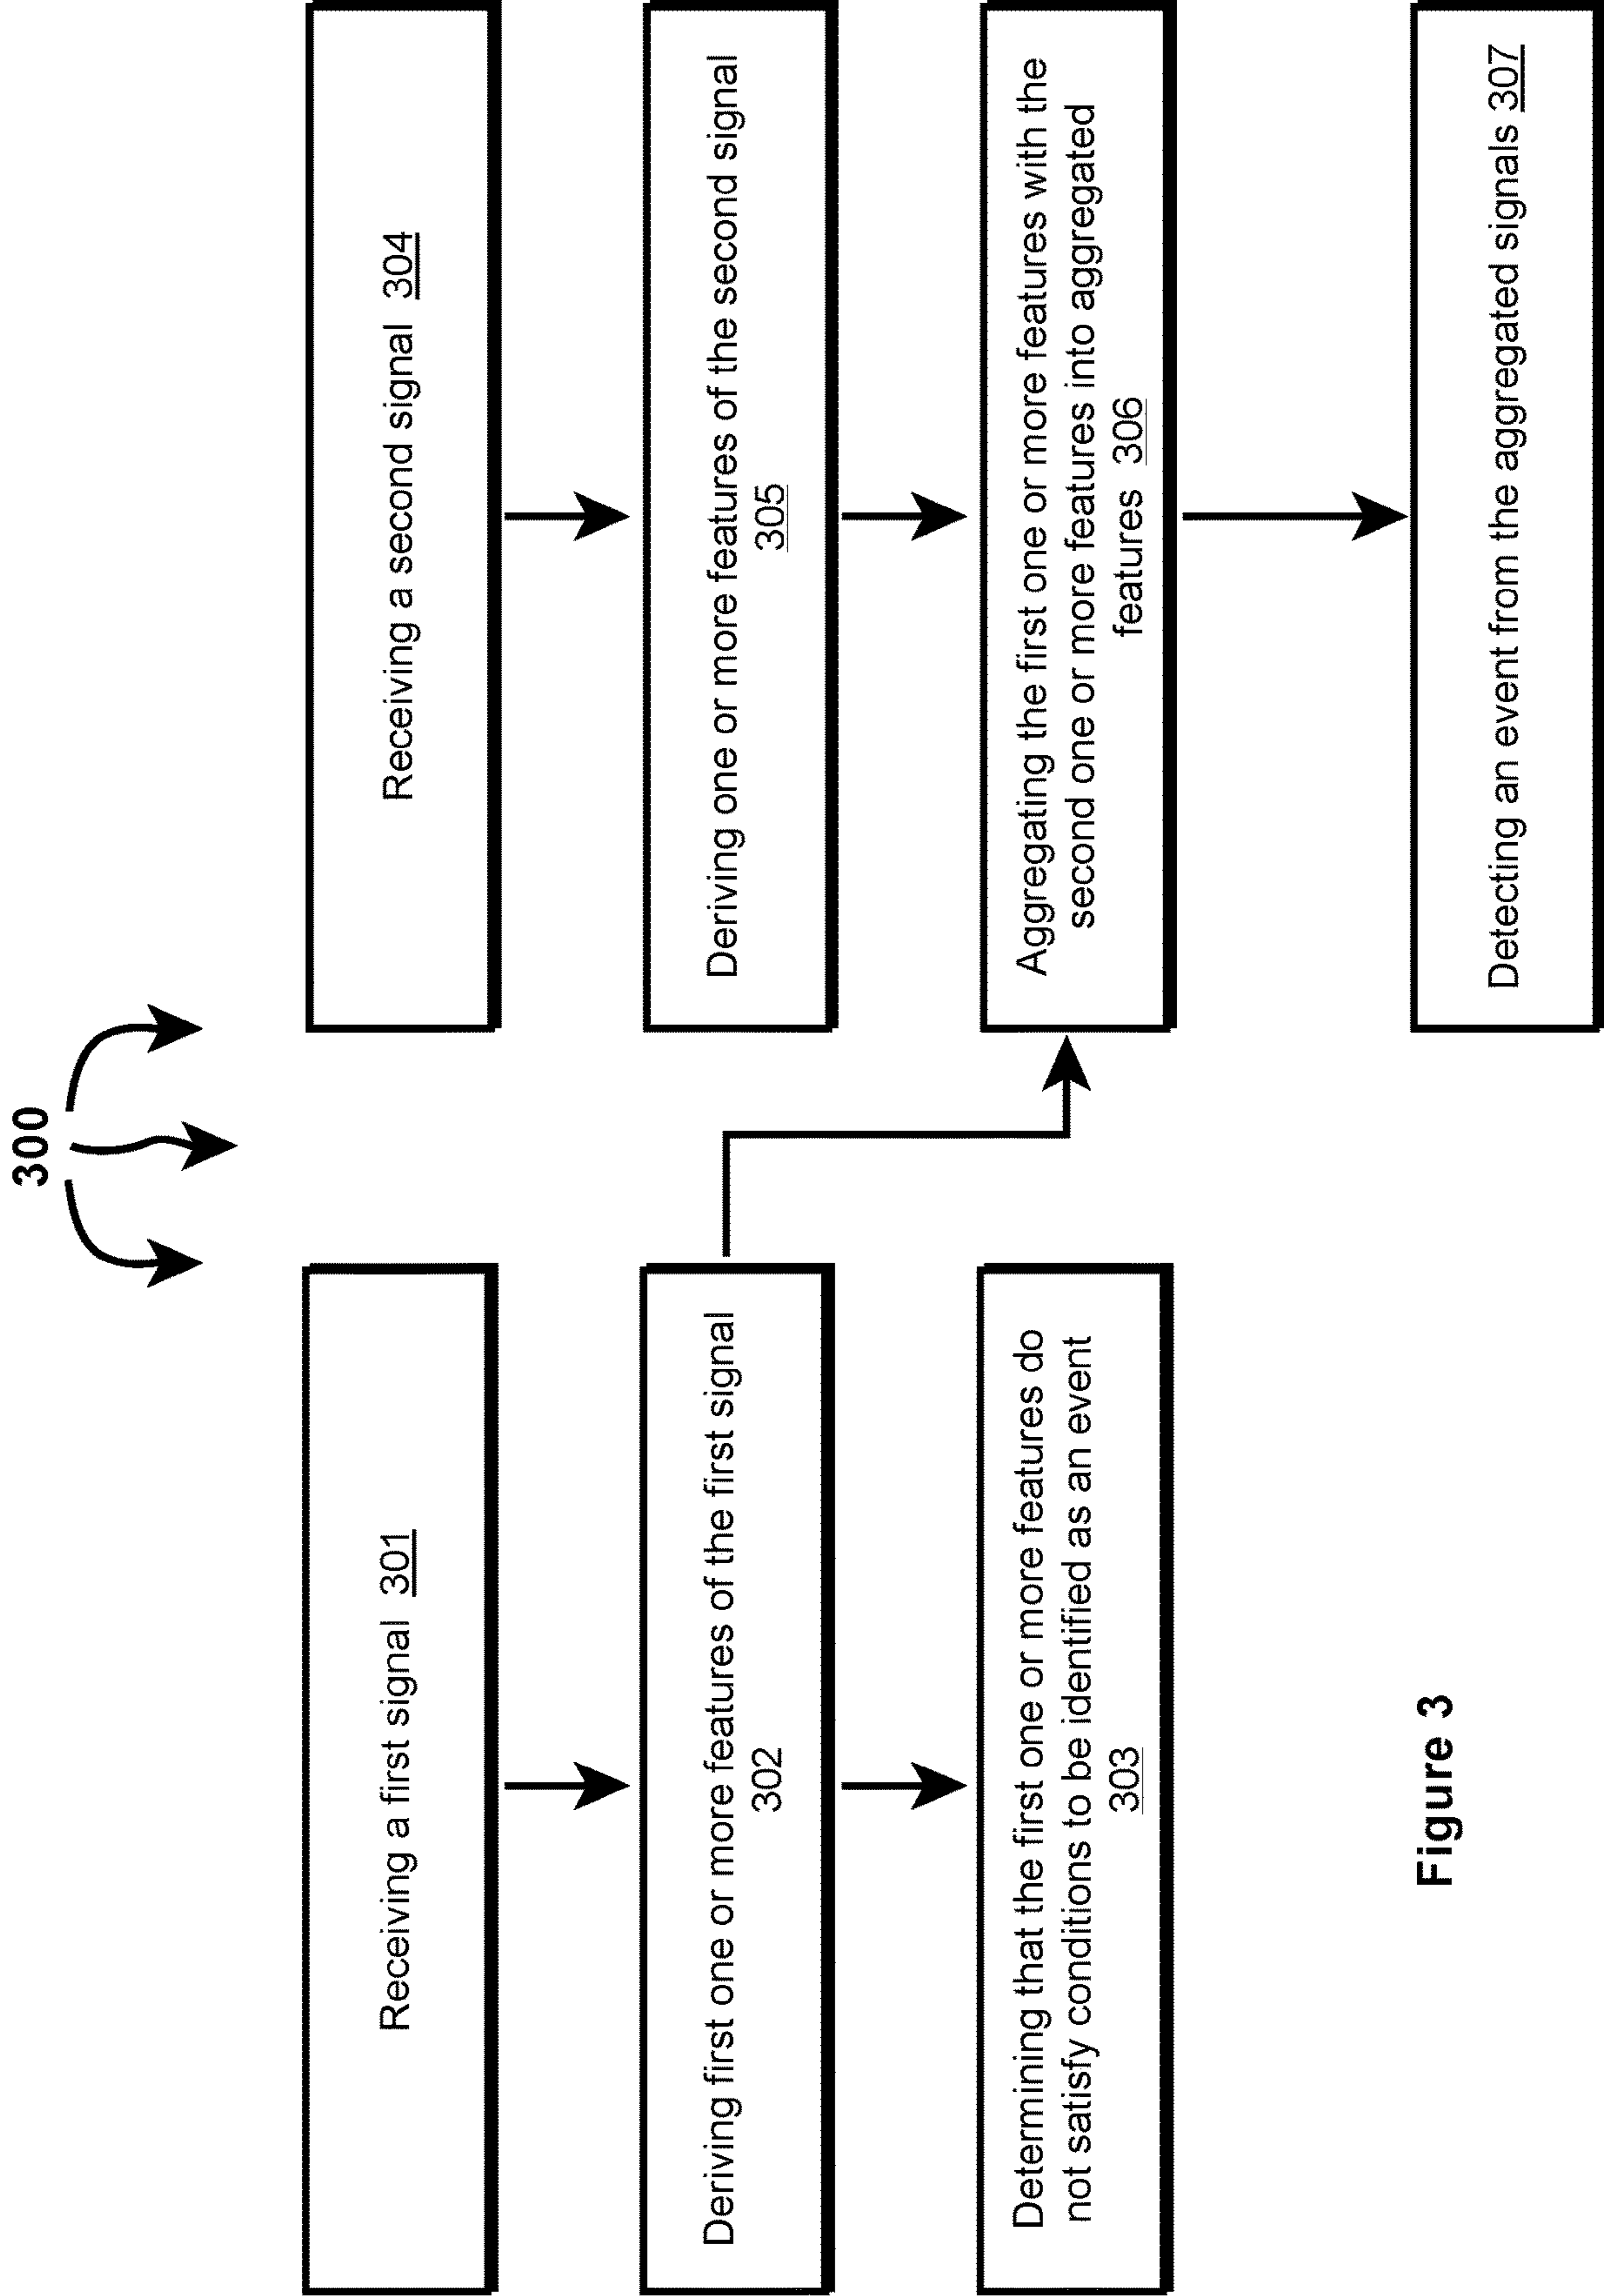 300
Receiving a first signal 301
Deriving first one or more features of the first signal
302
Determining that the first one or more features do
not satisfy conditions to be identified as an event
303
Receiving a second signal 304
Deriving one or more features of the second signal
305
Aggregating the first one or more features with the
second one or more features into aggregated
features 306
Detecting an event from the aggregated signals 307
Figure 3